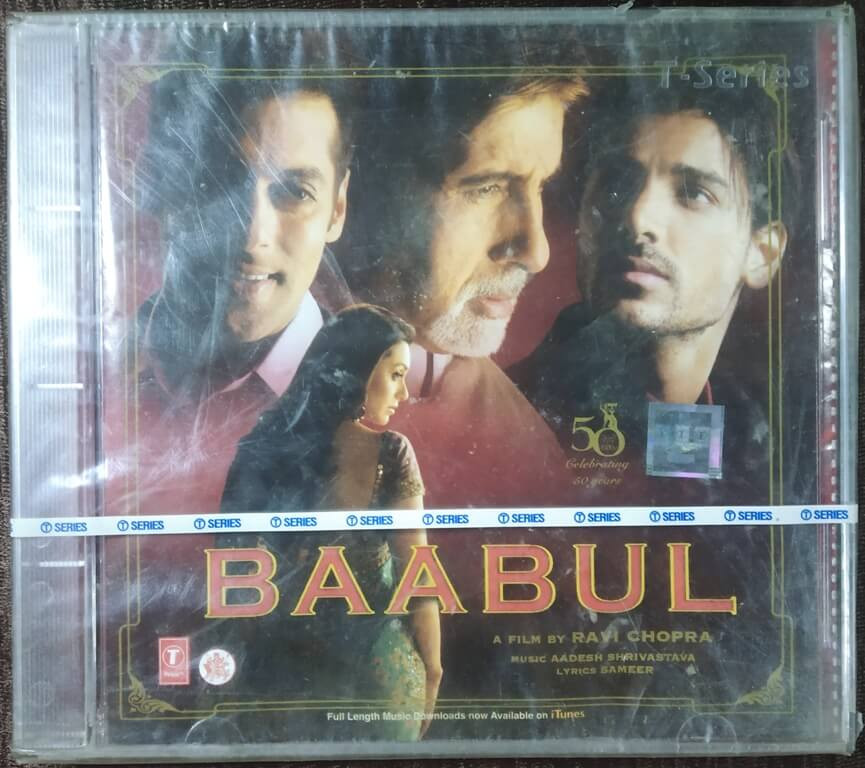 T-Series
50
Celebrating
50 years
T SERIES T SERIES T SERIES T SERIES T SERIES T SERIES T SERIES T SERIES T SERIES T SERIES T SERIES
BAABUL
A FILM BY RAVI CHOPRA
MUSIC AADESH SHRIVASTAVA
LYRICS SAMEER
T
Full Length Music Downloads now Available on iTunes